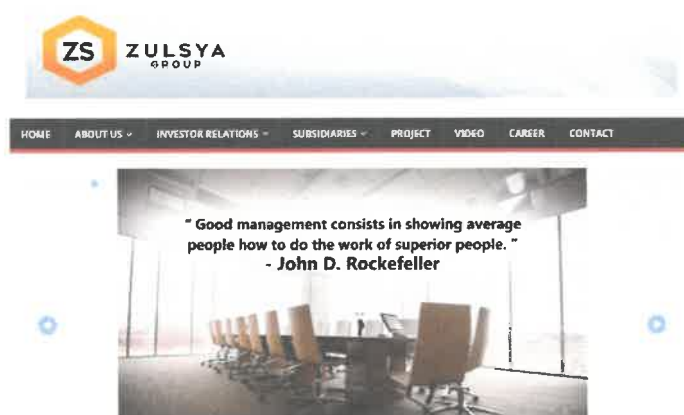 ZS
ZULSYA
GROUP
HOME ABOUT US INVESTOR RELATIONS SUBSIDIARIES PROJECT VIDEO CAREER CONTACT
" Good management consists in showing average
people how to do the work of superior people. "
- John D. Rockefeller